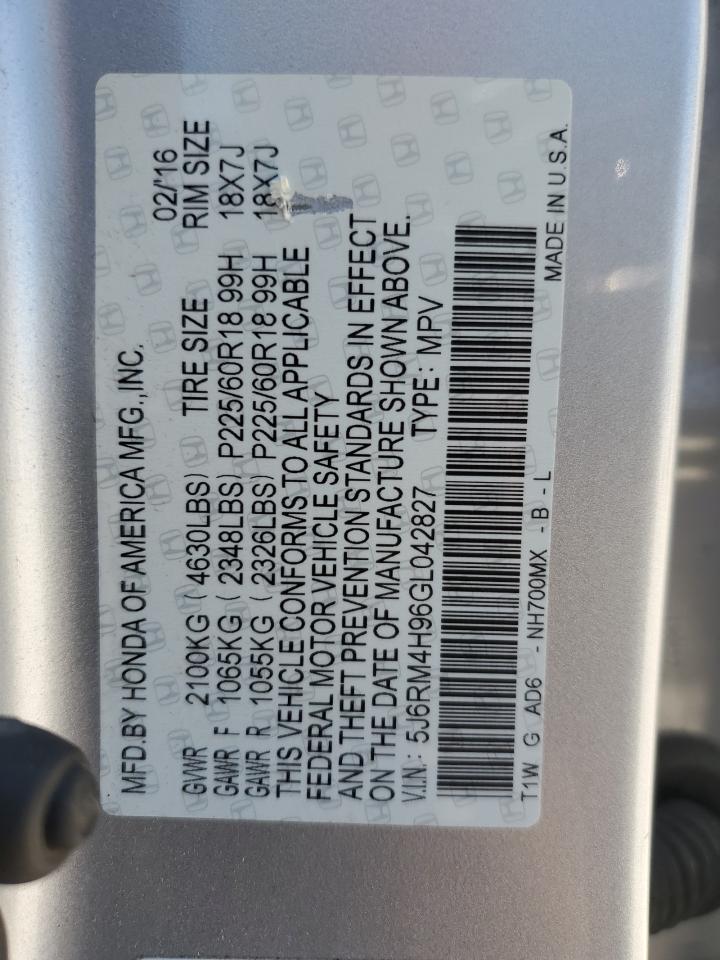 MFD.BY HONDA OF AMERICA MFG.,INC. 02/'16
GVWR 2100KG ( 4630LBS) TIRE SIZE RIM SIZE
GAWR F 1065KG ( 2348LBS) P225/60R18 99H 18X7J
GAWR R 1055KG ( 2326LBS) P225/60R18 99H 18X7J
THIS VEHICLE CONFORMS TO ALL APPLICABLE
FEDERAL MOTOR VEHICLE SAFETY
AND THEFT PREVENTION STANDARDS IN EFFECT
ON THE DATE OF MANUFACTURE SHOWN ABOVE.
V.I.N.: 5J6RM4H96GL042827 TYPE: MPV
T1W G AD6 -NH700MX -B - L MADE IN U.S.A.